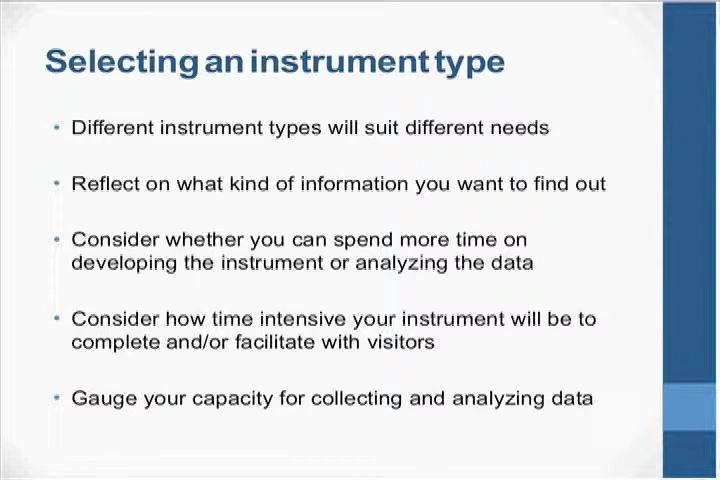 Selecting an instrument type
• Different instrument types will suit different needs
• Reflect on what kind of information you want to find out
• Consider whether you can spend more time on
developing the instrument or analyzing the data
• Consider how time intensive your instrument will be to
complete and/or facilitate with visitors
• Gauge your capacity for collecting and analyzing data